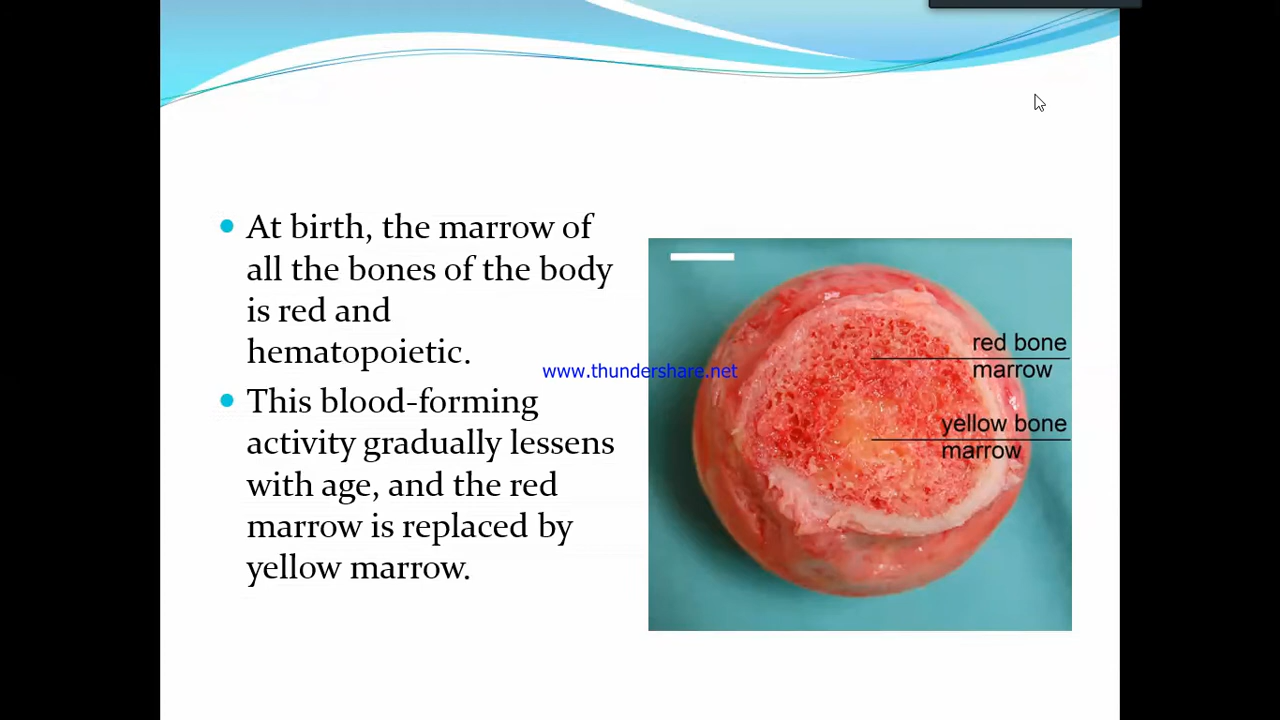 At birth, the marrow of
all the bones of the body
is red and
hematopoietic.
This blood-forming
activity gradually lessens
with age, and the red
marrow is replaced by
yellow marrow.
www.thundershare.net
red bone
marrow
yellow bone
marrow